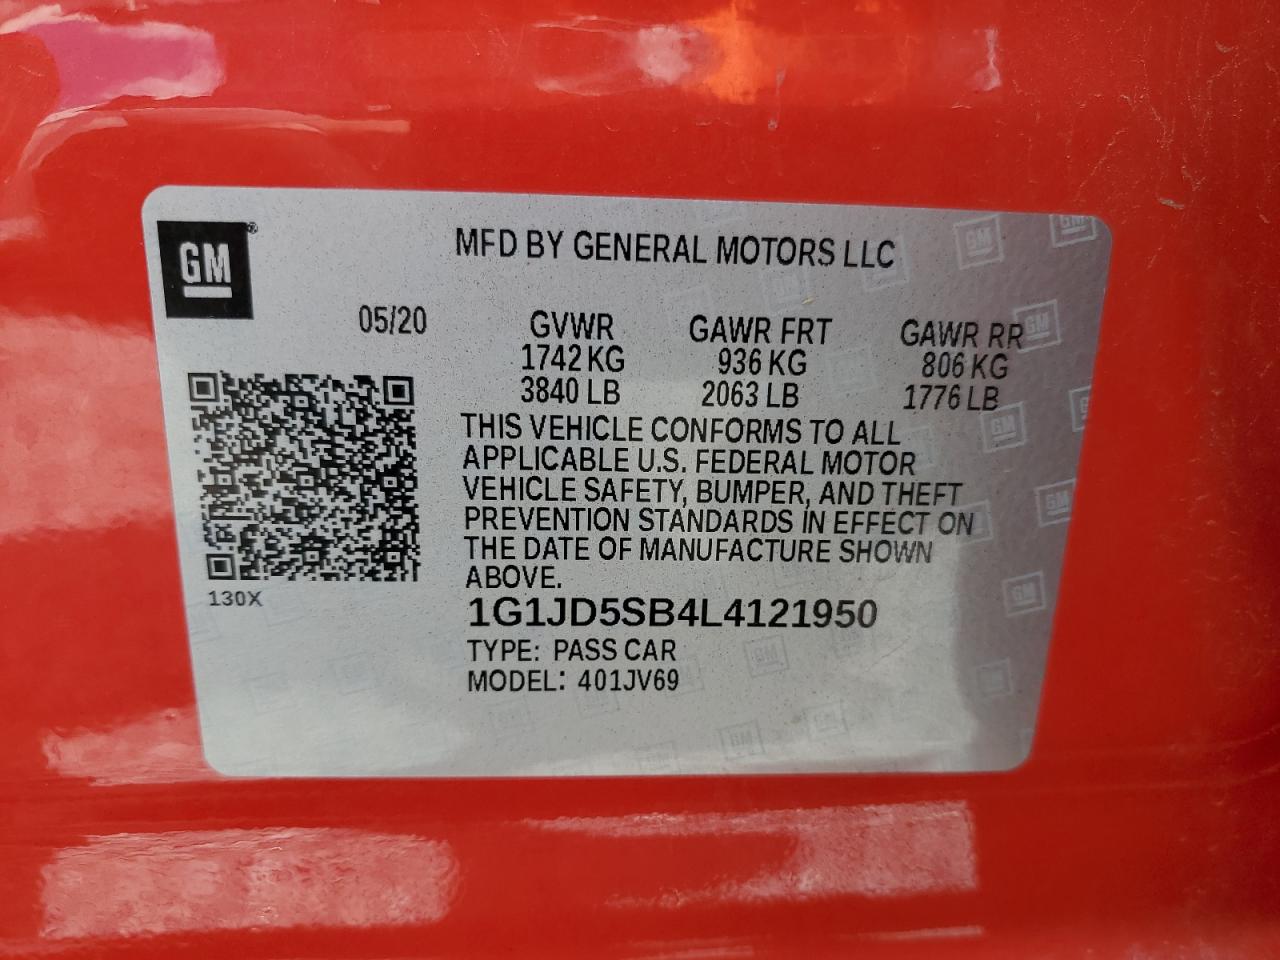 GM
MFD BY GENERAL MOTORS LLC
05/20
GVWR GAWR FRT GAWR RR
1742 KG 936 KG 806 KG
3840 LB 2063 LB 1776 LB
THIS VEHICLE CONFORMS TO ALL
APPLICABLE U.S. FEDERAL MOTOR
VEHICLE SAFETY, BUMPER, AND THEFT
PREVENTION STANDARDS IN EFFECT ON
THE DATE OF MANUFACTURE SHOWN
ABOVE.
130X
1G1JD5SB4L4121950
TYPE: PASS CAR
MODEL: 401JV69